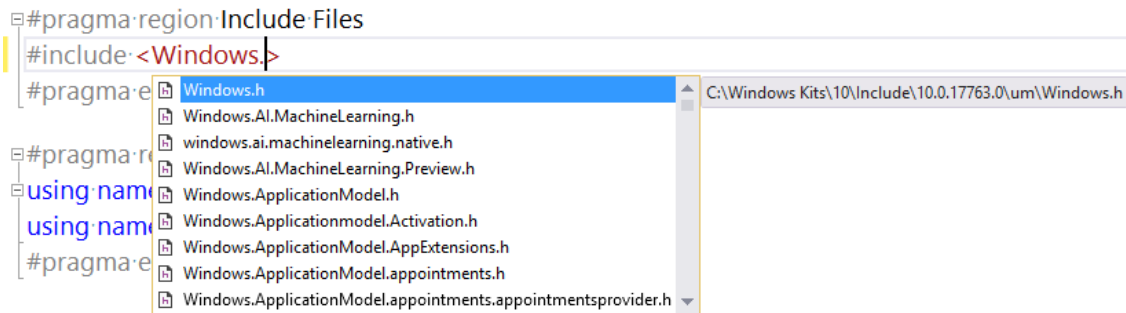 #pragma region Include Files
#include <Windows.>
#pragma e
Windows.h
C:\Windows Kits\10\Include\10.0.17763.0\um\Windows.h
Windows.AI.MachineLearning.h
windows.ai.machinelearning.native.h
#pragma re
Windows.AI.MachineLearning.Preview.h
using name
Windows.ApplicationModel.h
using name
Windows.Applicationmodel.Activation.h
Windows.ApplicationModel.AppExtensions.h
#pragma e
Windows.ApplicationModel.appointments.h
Windows.ApplicationModel.appointments.appointmentsprovider.h